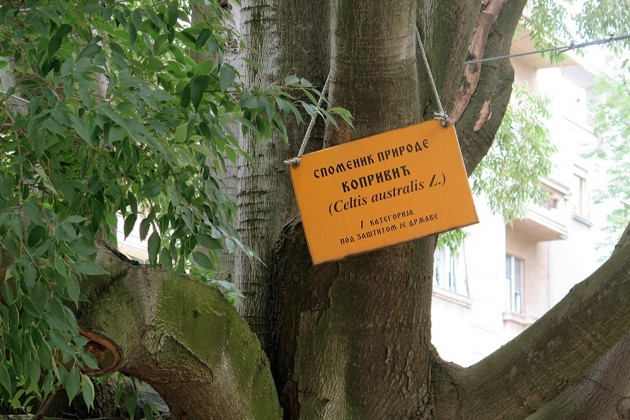 СПОМЕНИК ПРИРОДЕ
КОПРИВИЋ
(Celtis australis L.)
I КАТЕГОРИЈА
ПОД ЗАШТИТОМ ЈЕ ДРЖАВЕ